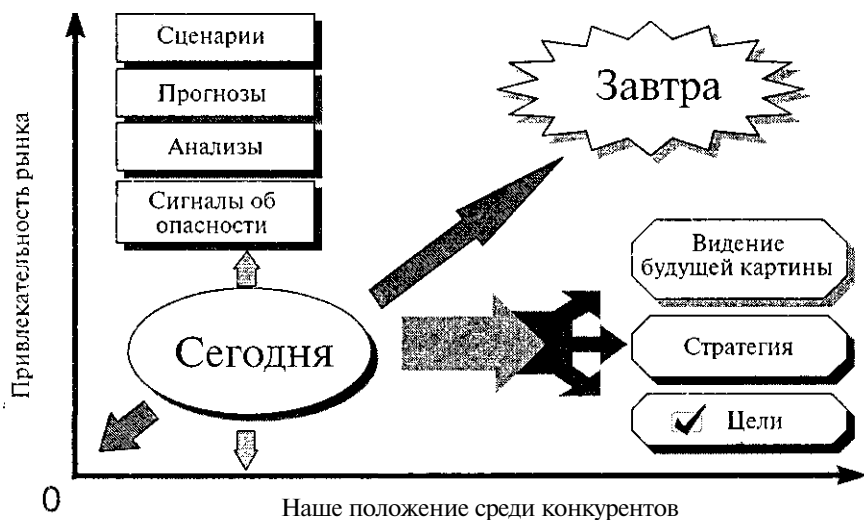 Сценарии
Прогнозы
Анализы
Сигналы об
опасности
Завтра
Привлекательность рынка
Сегодня
Видение
будущей картины
Стратегия
Цели
0
Наше положение среди конкурентов